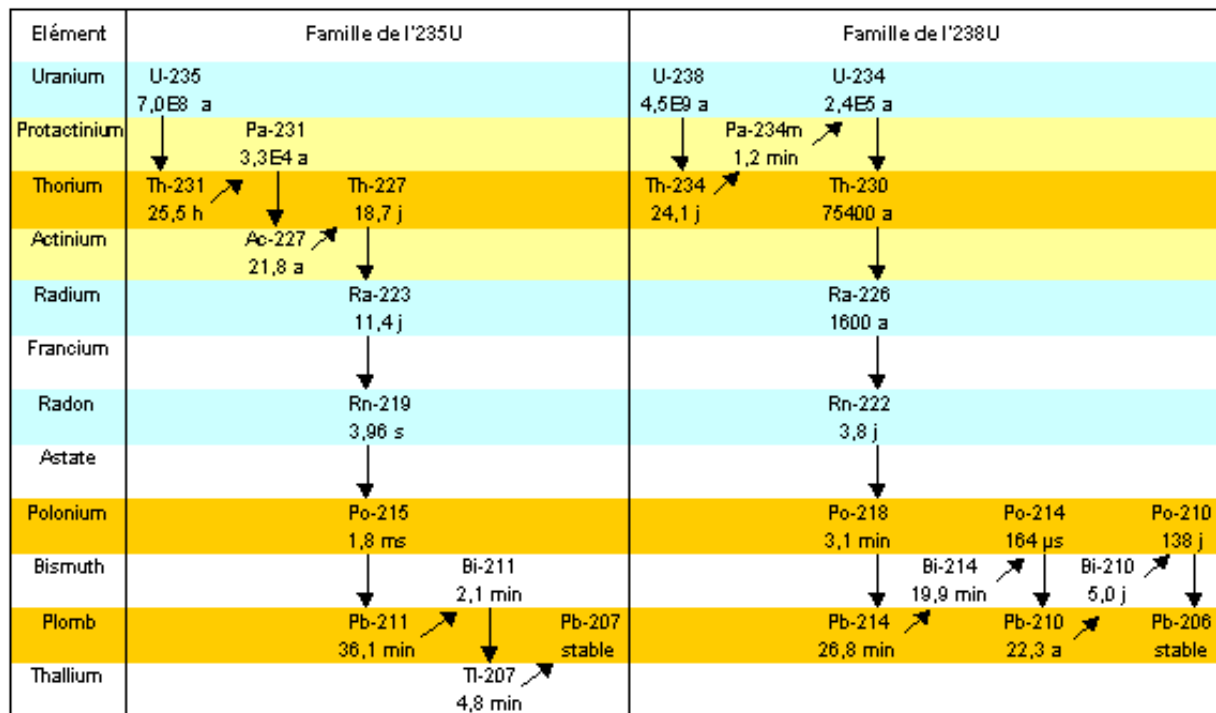 Elément Famille de l'235U Famille de l'238U
Uranium U-235 U-238 U-234
7,0E8 a 4,5E9 a 2,4E5 a
Protactinium Pa-231 Pa-234m
3,3E4 a 1,2 min
Thorium Th-231 Th-227 Th-234 Th-230
25,5 h 18,7 j 24,1 j 75400 a
Actinium Ac-227
21,8 a
Radium Ra-223 Ra-226
11,4 j 1600 a
Francium
Radon Rn-219 Rn-222
3,96 s 3,8 j
Astate
Polonium Po-215 Po-218 Po-214 Po-210
1,8 ms 3,1 min 164 µs 138 j
Bismuth Bi-211 Bi-214 Bi-210
2,1 min 19,9 min 5,0 j
Plomb Pb-211 Pb-207 Pb-214 Pb-210 Pb-206
36,1 min stable 26,8 min 22,3 a stable
Thallium Tl-207
4,8 min